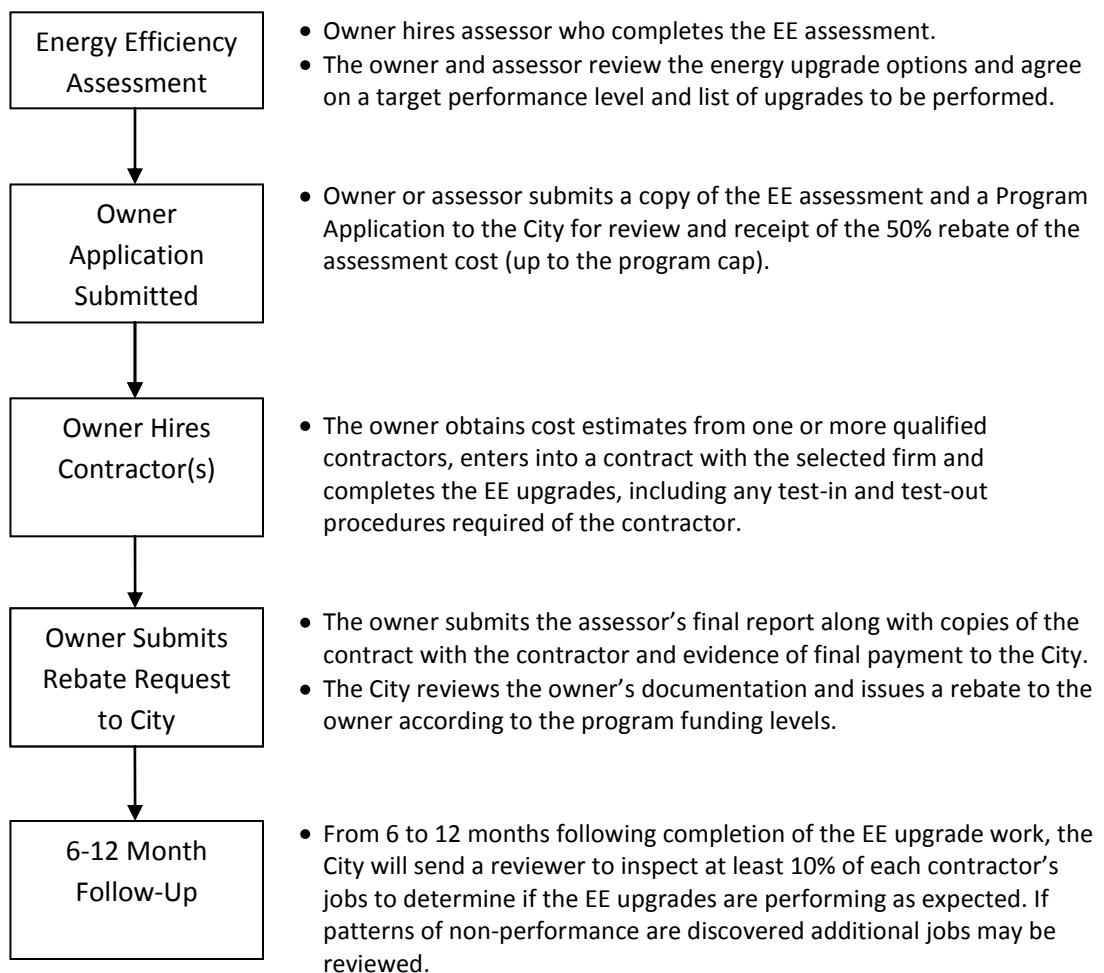 Energy Efficiency
Assessment
• Owner hires assessor who completes the EE assessment.
• The owner and assessor review the energy upgrade options and agree
on a target performance level and list of upgrades to be performed.
Owner
Application
Submitted
• Owner or assessor submits a copy of the EE assessment and a Program
Application to the City for review and receipt of the 50% rebate of the
assessment cost (up to the program cap).
Owner Hires
Contractor(s)
• The owner obtains cost estimates from one or more qualified
contractors, enters into a contract with the selected firm and
completes the EE upgrades, including any test-in and test-out
procedures required of the contractor.
Owner Submits
Rebate Request
to City
• The owner submits the assessor’s final report along with copies of the
contract with the contractor and evidence of final payment to the City.
• The City reviews the owner’s documentation and issues a rebate to the
owner according to the program funding levels.
6-12 Month
Follow-Up
• From 6 to 12 months following completion of the EE upgrade work, the
City will send a reviewer to inspect at least 10% of each contractor’s
jobs to determine if the EE upgrades are performing as expected. If
patterns of non-performance are discovered additional jobs may be
reviewed.